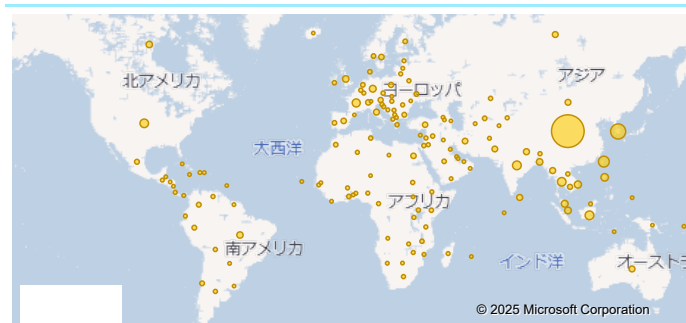 アジア
北アメリカ
ヨーロッパ
大西洋
アフリカ
南アメリカ
インド洋
オーストラ
© 2025 Microsoft Corporation